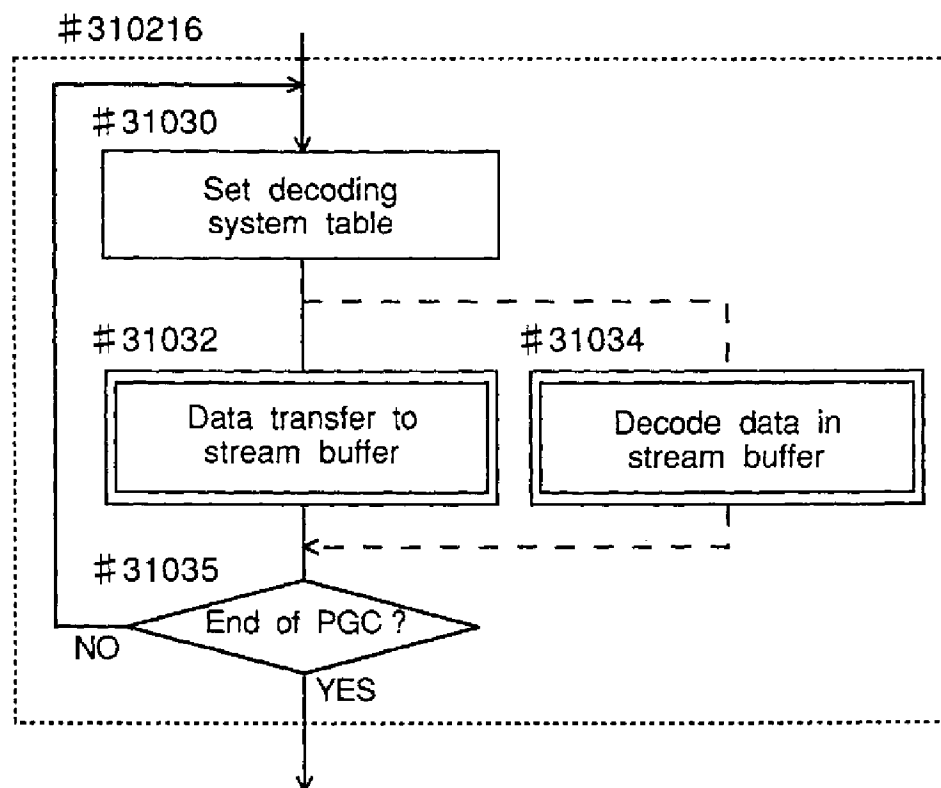 #310216
#31030
Set decoding
system table
#31032
#31034
Data transfer to
stream buffer
Decode data in
stream buffer
#31035
End of PGC?
NO
YES